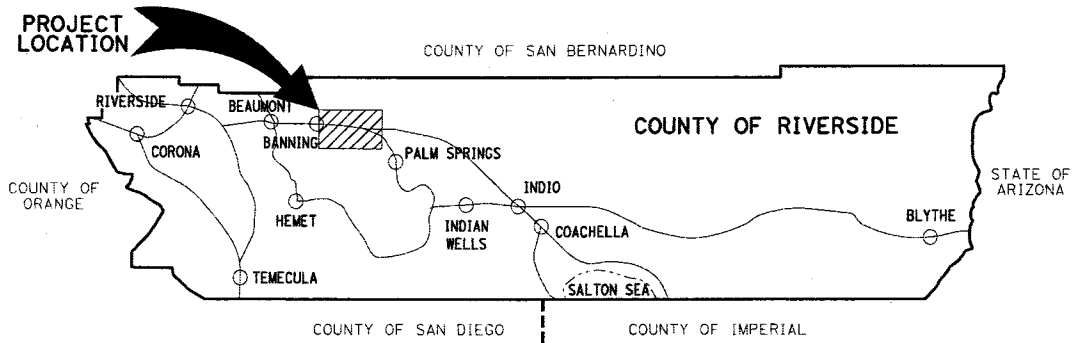 PROJECT
LOCATION
COUNTY OF SAN BERNARDINO
RIVERSIDE
BEAUMONT
COUNTY OF RIVERSIDE
CORONA
BANNING
PALM SPRINGS
COUNTY OF
ORANGE
STATE OF
ARIZONA
HEMET
INDIAN
WELLS
INDIO
COACHELLA
BLYTHE
TEMECULA
SALTON SEA
COUNTY OF SAN DIEGO
COUNTY OF IMPERIAL